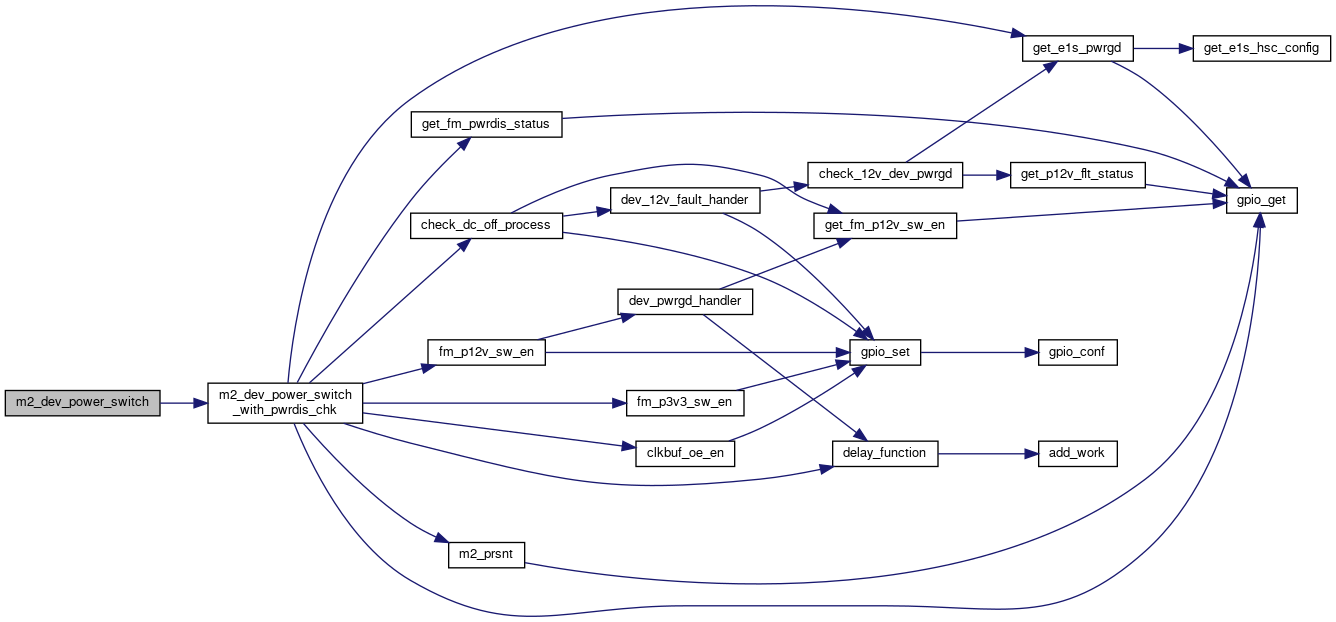 m2_dev_power_switch
m2_dev_power_switch
_with_pwrdis_chk
get_e1s_pwrgd
get_e1s_hsc_config
get_fm_pwrdis_status
check_12v_dev_pwrgd
get_p12v_flt_status
dev_12v_fault_hander
gpio_get
check_dc_off_process
get_fm_p12v_sw_en
dev_pwrgd_handler
fm_p12v_sw_en
gpio_set
gpio_conf
fm_p3v3_sw_en
clkbuf_oe_en
delay_function
add_work
m2_prsnt